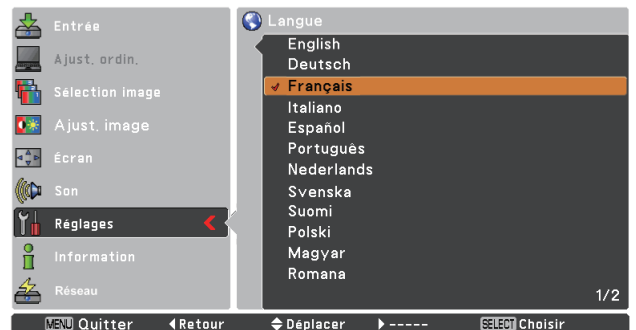 Entrée
Ajust. ordin.
Sélection image
Ajust. image
Écran
Son
Réglages
Information
Réseau
Langue
English
Deutsch
Français
Italiano
Español
Português
Nederlands
Svenska
Suomi
Polski
Magyar
Romana
1/2
MENU Quitter ◀Retour ◆Déplacer ▶----- SELECT Choisir